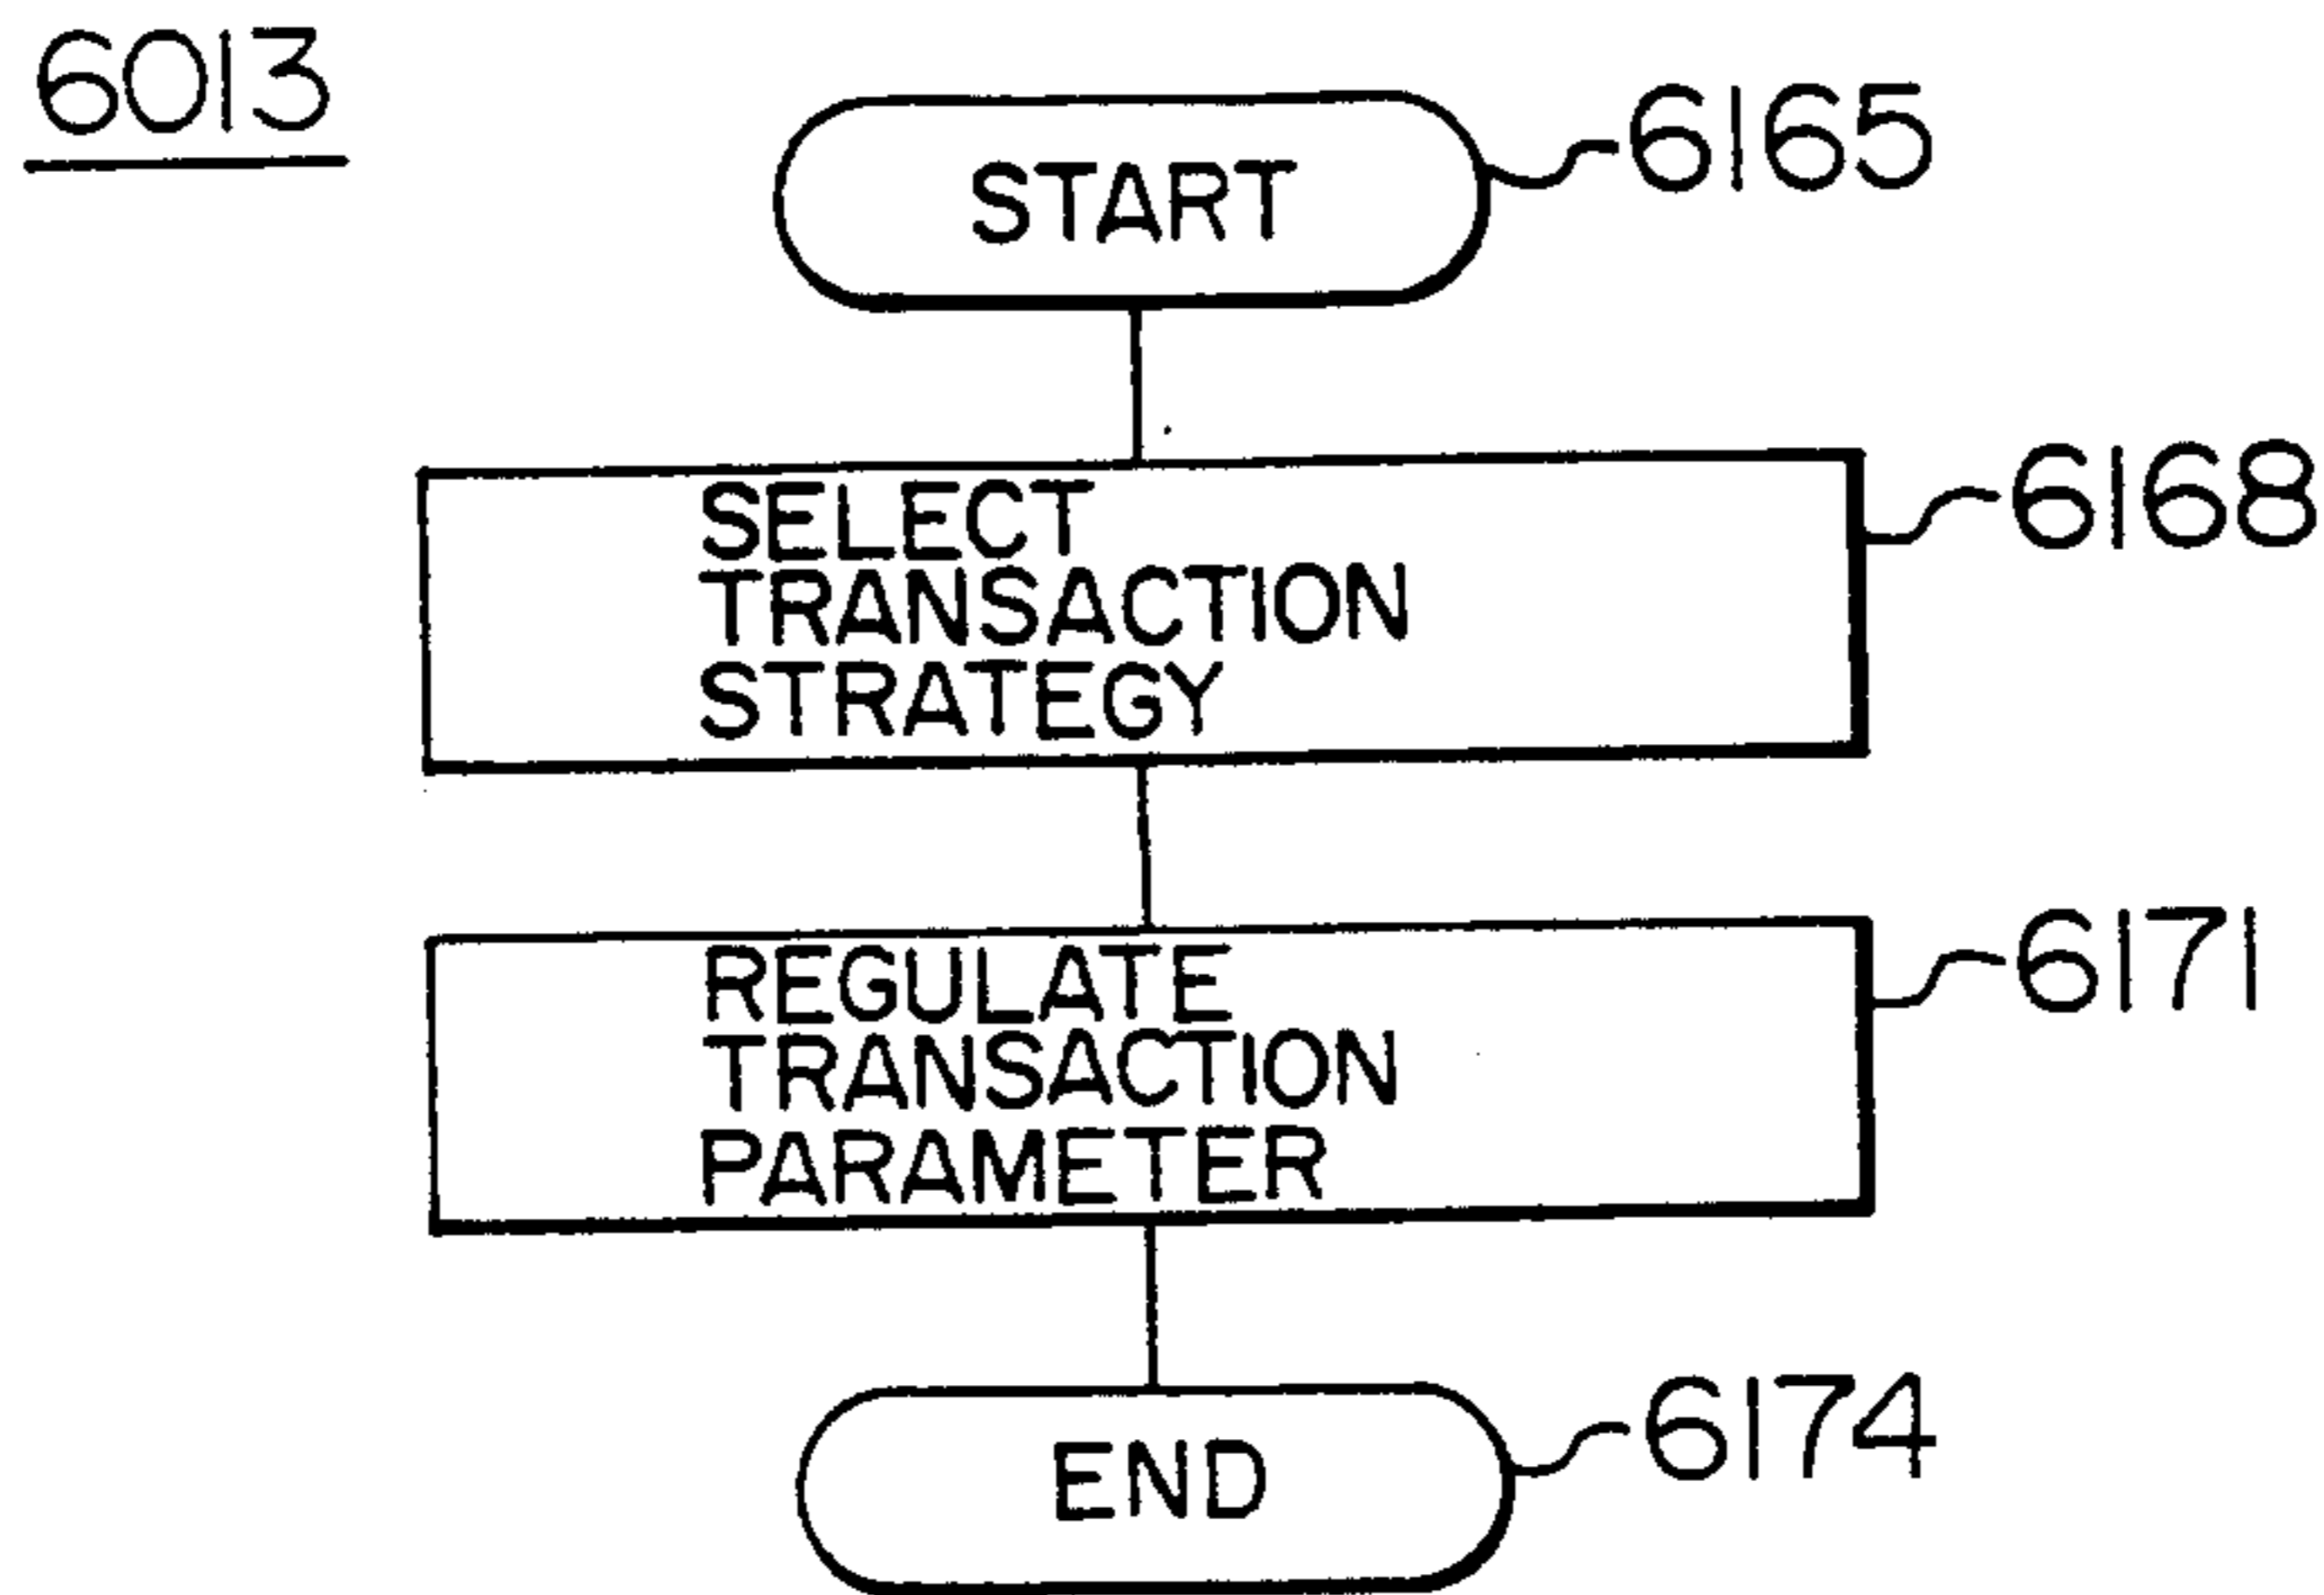 6013
START
6165
SELECT
TRANSACTION
STRATEGY
6168
REGULATE
TRANSACTION
PARAMETER
6171
END
6174